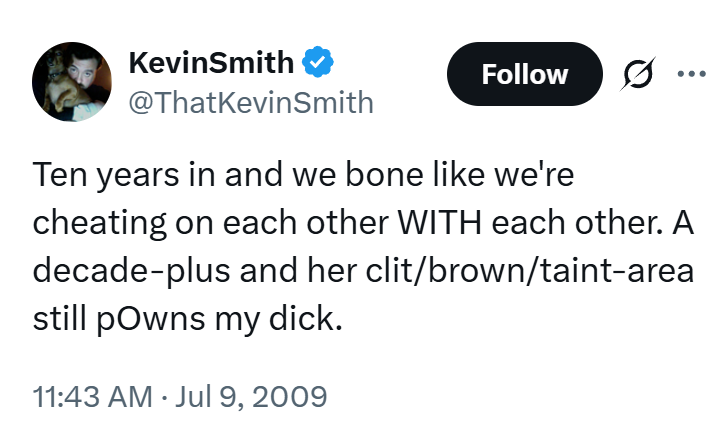 KevinSmith
@ThatKevinSmith
Follow
Ten years in and we bone like we're
cheating on each other WITH each other. A
decade-plus and her clit/brown/taint-area
still pOwns my dick.
11:43 AM · Jul 9, 2009